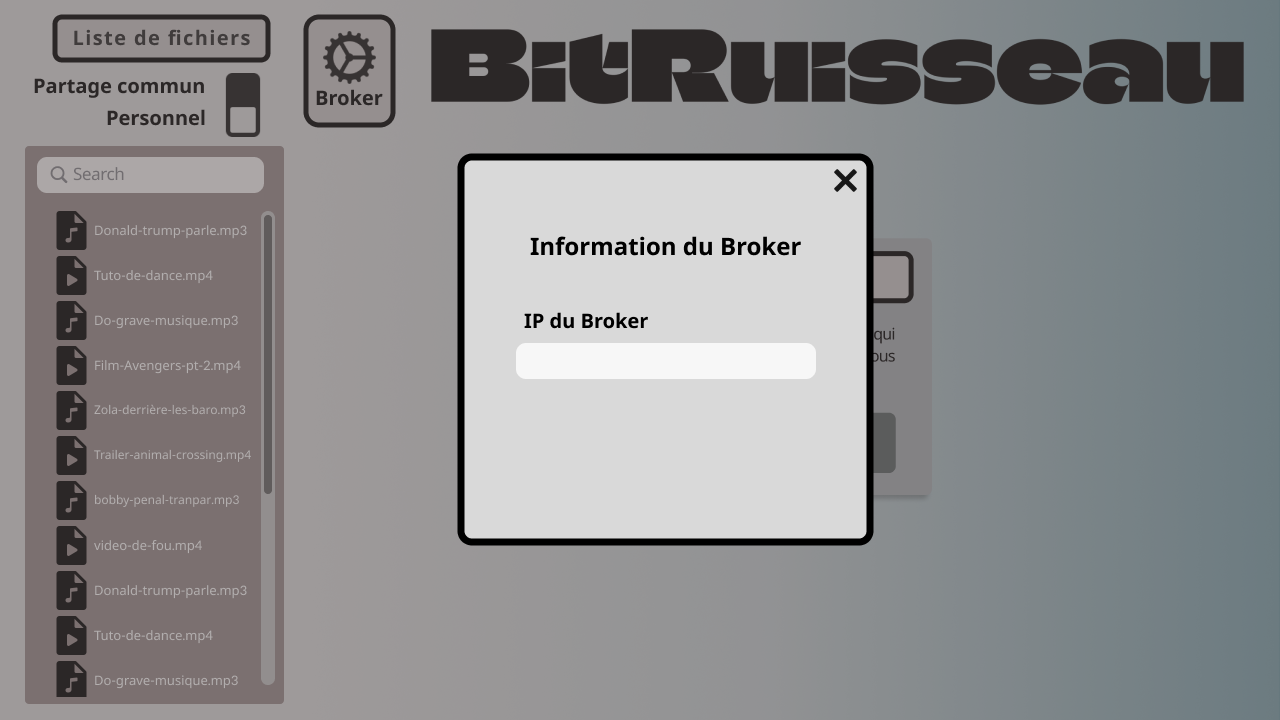 Liste de fichiers
Partage commun
Personnel
Broker
BitRuisseau
Search
Donald-trump-parle.mp3
Tuto-de-dance.mp4
Do-grave-musique.mp3
Film-Avengers-pt-2.mp4
Zola-derrière-les-baro.mp3
Trailer-animal-crossing.mp4
bobby-penal-tranpar.mp3
video-de-fou.mp4
Donald-trump-parle.mp3
Tuto-de-dance.mp4
Do-grave-musique.mp3
Information du Broker
IP du Broker
qui